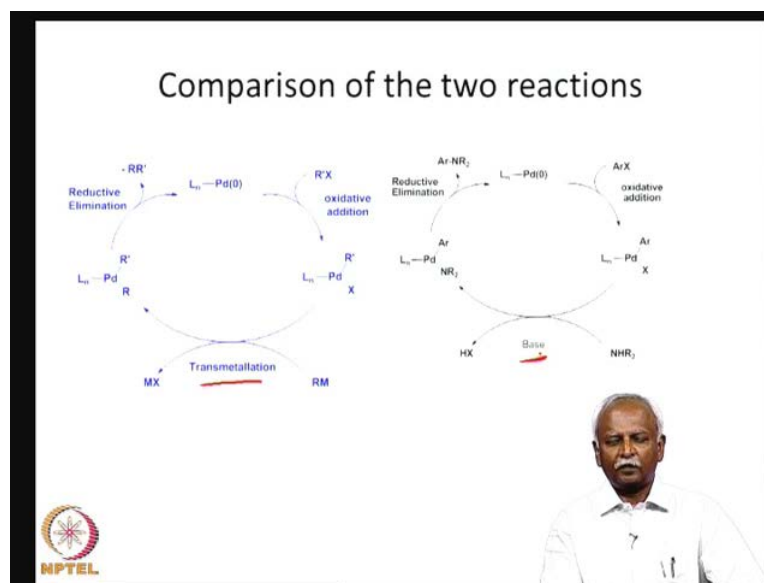 Comparison of the two reactions
- RR'
Lₙ—Pd(0)
R'X
Reductive
Elimination
oxidative
addition
R'
Lₙ—Pd
R
R'
Lₙ—Pd
X
Transmetallation
MX
RM
Ar-NR₂
Lₙ—Pd(0)
ArX
Reductive
Elimination
oxidative
addition
Ar
Lₙ—Pd
NR₂
Ar
Lₙ—Pd
X
Base
HX
NHR₂
NPTEL